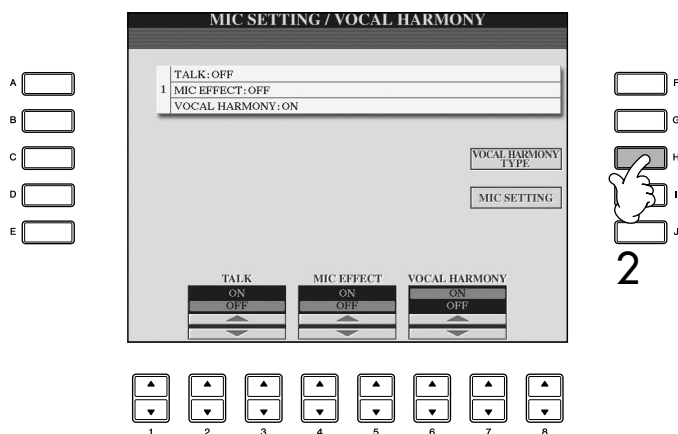 MIC SETTING / VOCAL HARMONY
1
TALK:OFF
MIC EFFECT:OFF
VOCAL HARMONY:ON
A
B
C
D
E
F
G
H
I
J
VOCAL HARMONY
TYPE
MIC SETTING
2
TALK
ON
OFF
MIC EFFECT
ON
OFF
VOCAL HARMONY
ON
OFF
1 2 3 4 5 6 7 8